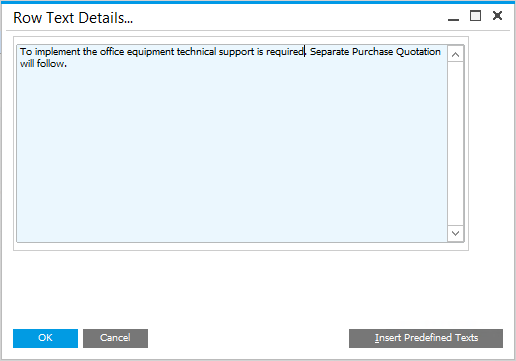 Row Text Details...
To implement the office equipment technical support is required. Separate Purchase Quotation
will follow.
OK
Cancel
Insert Predefined Texts